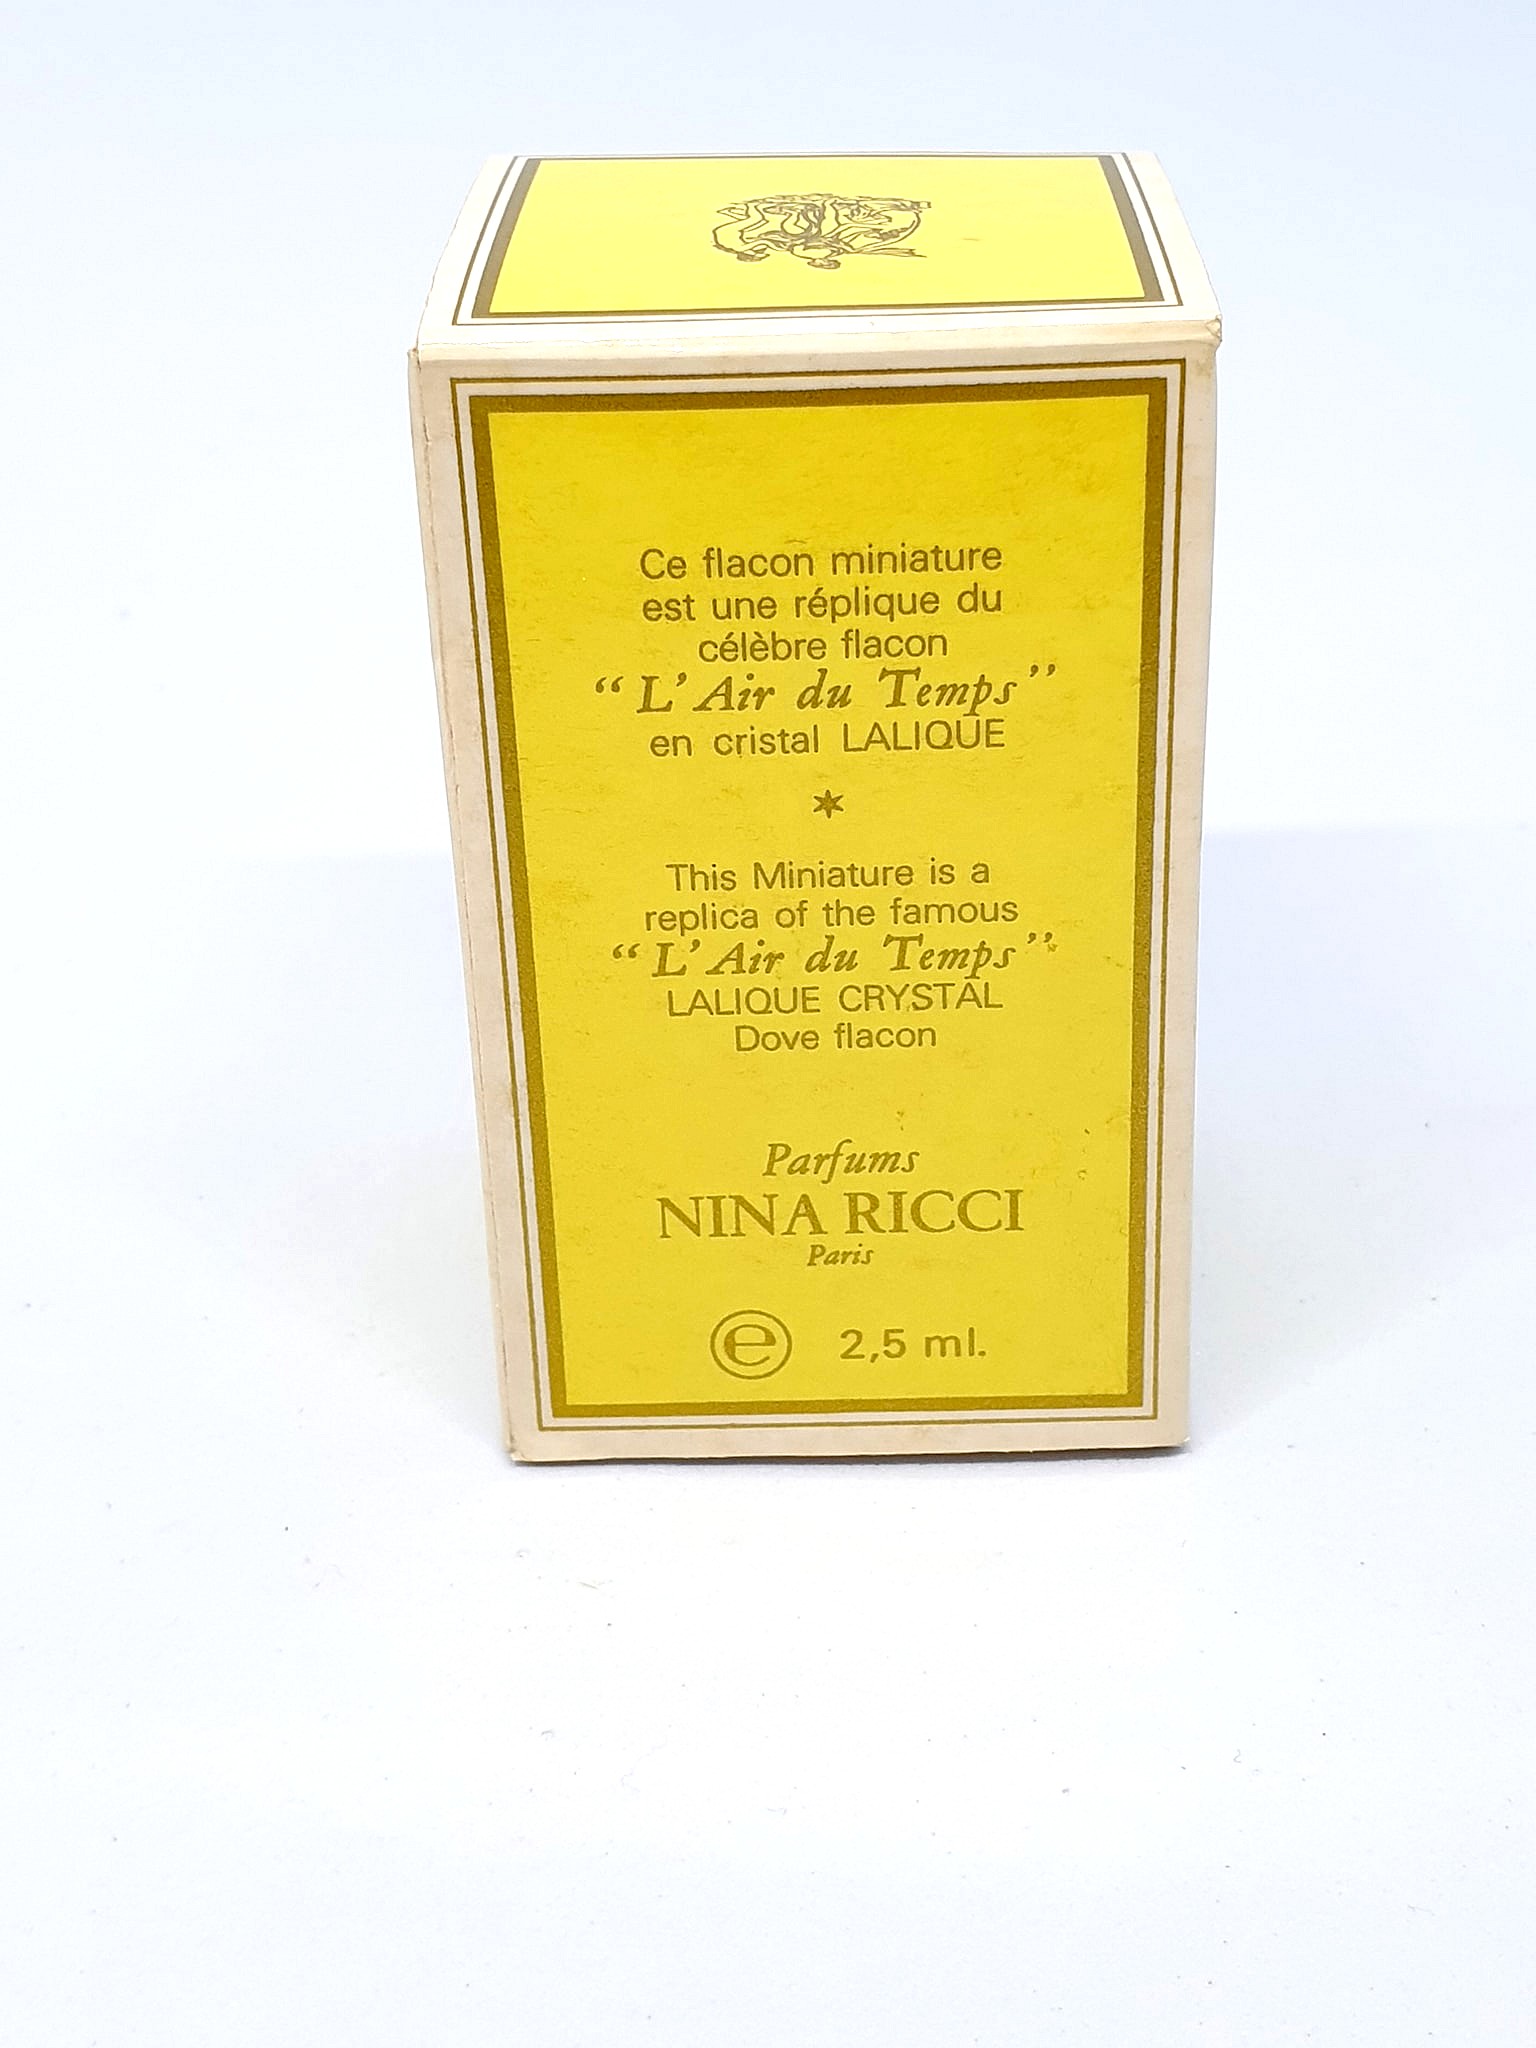 Ce flacon miniature
est une réplique du
célèbre flacon
“L’Air du Temps”
en cristal LALIQUE
*
This Miniature is a
replica of the famous
“L’Air du Temps”
LALIQUE CRYSTAL
Dove flacon
Parfums
NINA RICCI
Paris
℮ 2,5 ml.